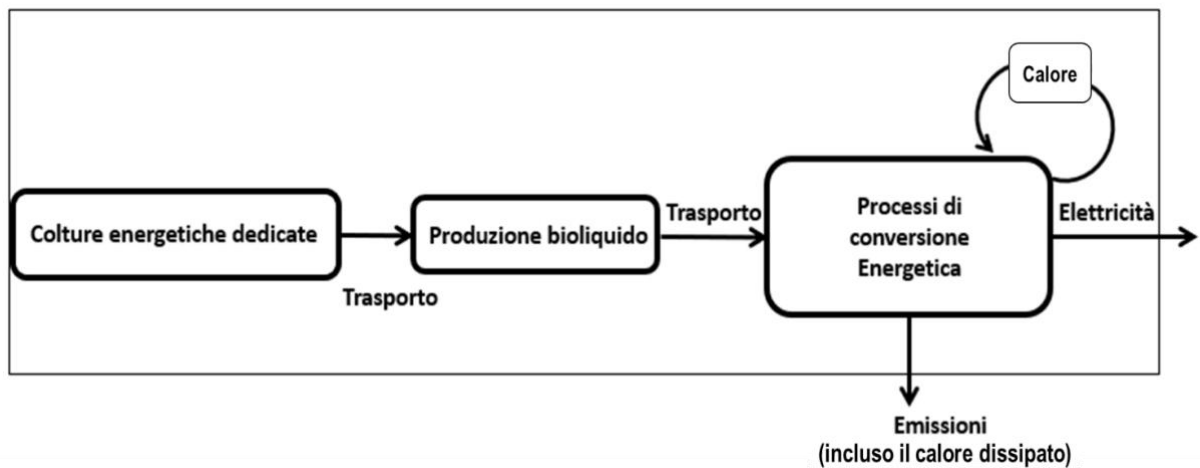 Calore
Colture energetiche dedicate
Trasporto
Produzione bioliquido
Trasporto
Processi di
conversione
Energetica
Elettricità
Emissioni
(incluso il calore dissipato)